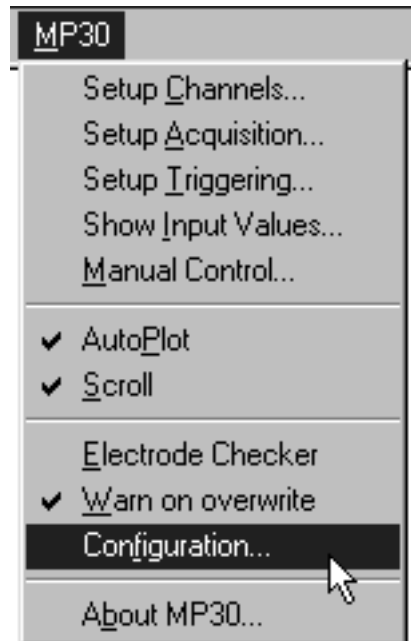 MP30
Setup Channels...
Setup Acquisition...
Setup Triggering...
Show Input Values...
Manual Control...
AutoPlot
Scroll
Electrode Checker
Warn on overwrite
Configuration...
About MP30...